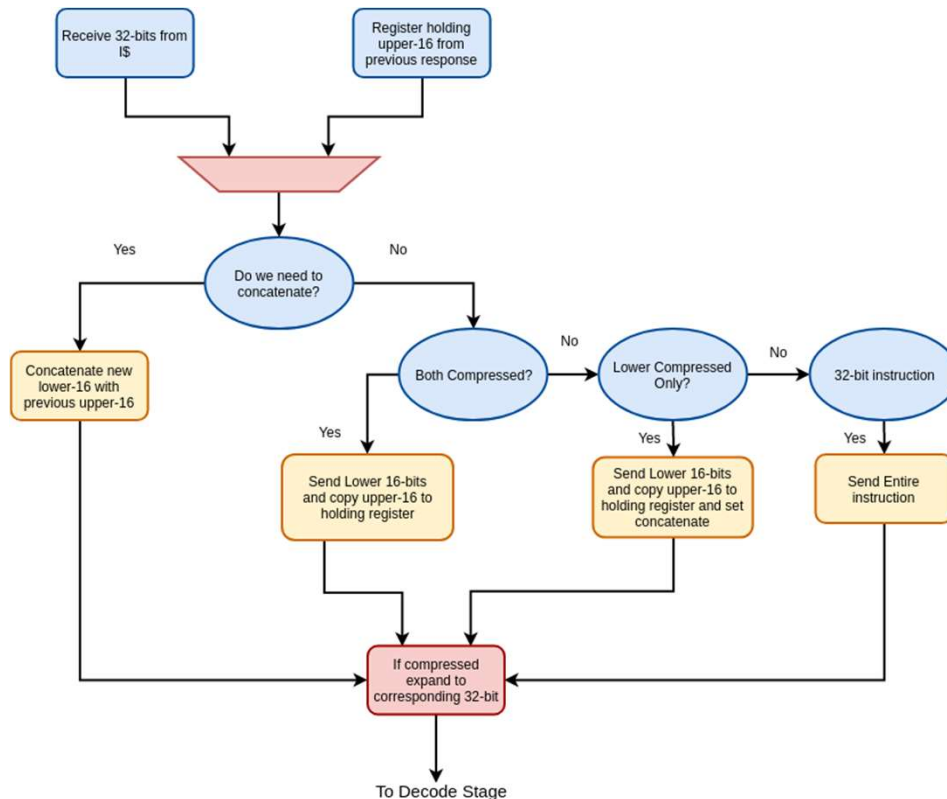 Receive 32-bits from
I$
Register holding
upper-16 from
previous response
Yes
Do we need to
concatenate?
No
Concatenate new
lower-16 with
previous upper-16
Both Compressed?
No
Lower Compressed
Only?
No
32-bit instruction
Yes
Send Lower 16-bits
and copy upper-16 to
holding register
Yes
Send Lower 16-bits
and copy upper-16 to
holding register and set
concatenate
Yes
Send Entire
instruction
If compressed
expand to
corresponding 32-bit
To Decode Stage